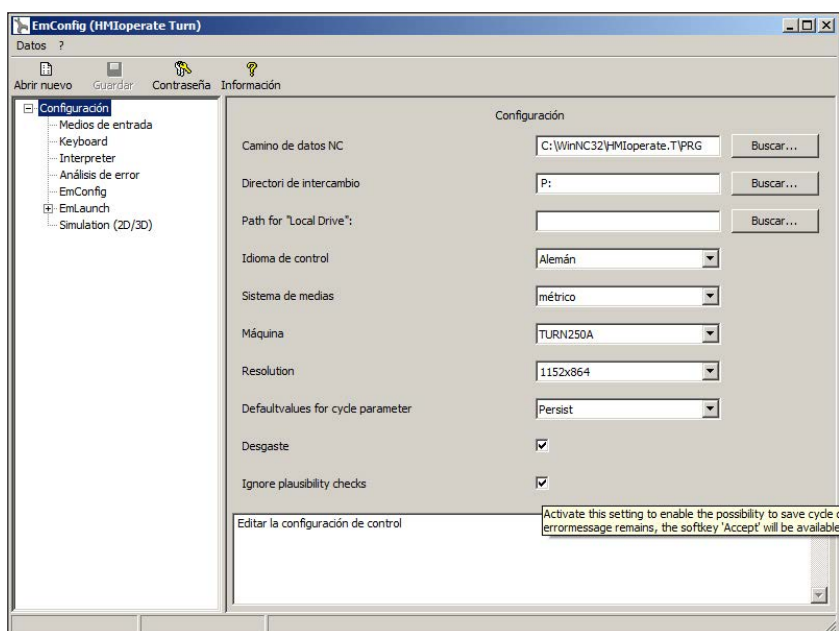 EmConfig (HMIoperate Turn)
Datos ?
Abrir nuevo Guardar Contraseña Información
Configuración
Medios de entrada
Keyboard
Interpreter
Análisis de error
EmConfig
EmLaunch
Simulation (2D/3D)
Configuración
Camino de datos NC C:\WinNC32\HMIoperate.T\PRG Buscar...
Directori de intercambio P: Buscar...
Path for "Local Drive": Buscar...
Idioma de control Alemán
Sistema de medias métrico
Máquina TURN250A
Resolution 1152x864
Defaultvalues for cycle parameter Persist
Desgaste
Ignore plausibility checks
Activate this setting to enable the possibility to save cycle
errormessage remains, the softkey 'Accept' will be available
Editar la configuración de control